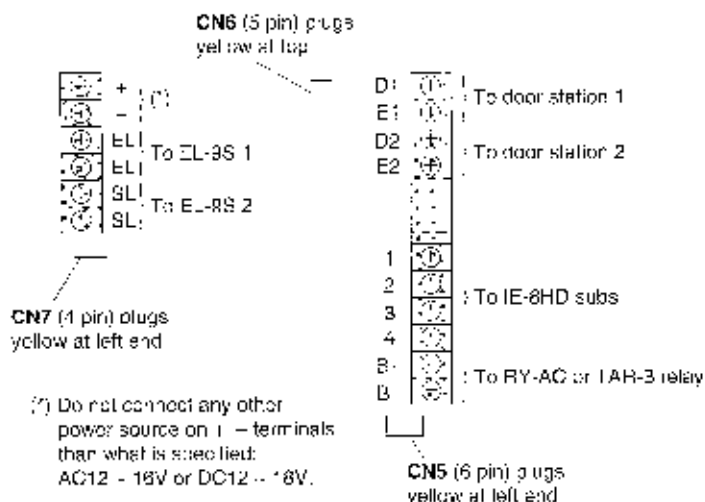 CN6 (5 pin) plugs
yellow at top
+
(*)
–
EL
To EL-9S 1
EL
SL
To EL-9S 2
SL
CN7 (4 pin) plugs
yellow at left end
(*) Do not connect any other
power source on + – terminals
than what is specified:
AC12 - 16V or DC12 - 18V.
D1
E1
To door station 1
D2
E2
To door station 2
1
2
3
4
To IE-8HD subs
B
B
To RY-AC or TAR-3 relay
CN5 (6 pin) plugs
yellow at left end